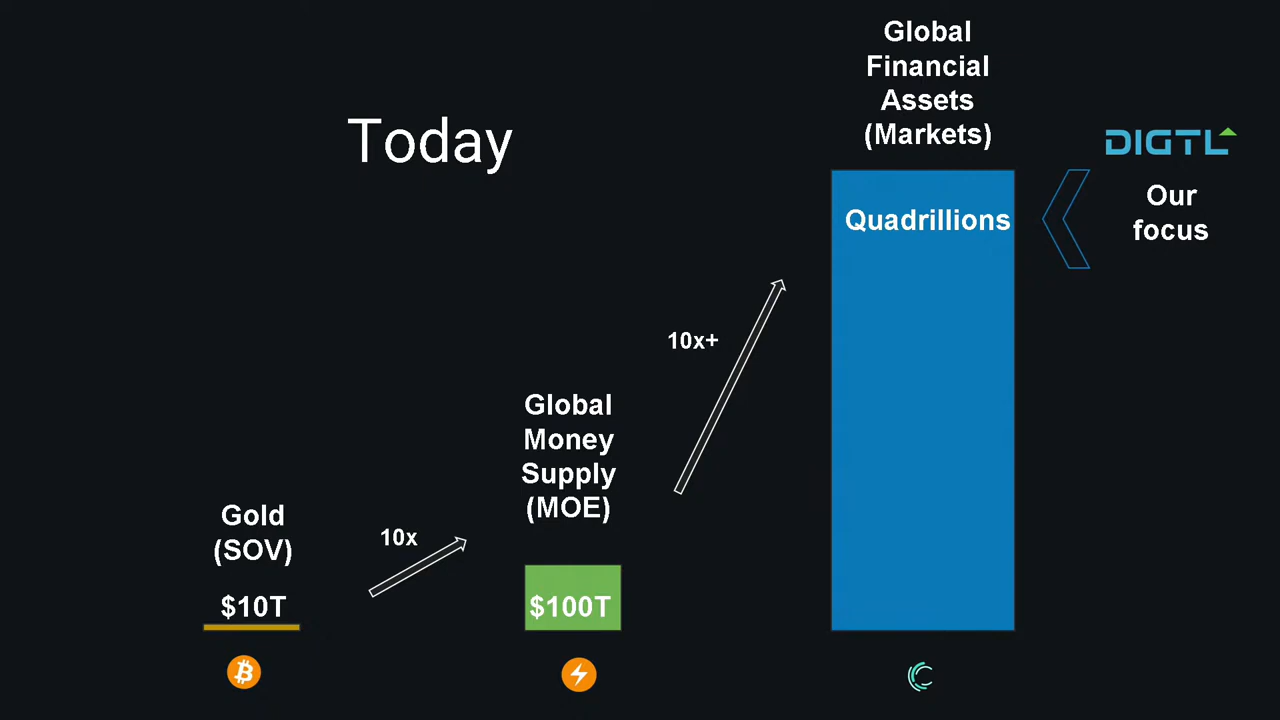 Today
Gold
(SOV)
$10T
10x
Global
Money
Supply
(MOE)
$100T
10x+
Global
Financial
Assets
(Markets)
Quadrillions
DIGTL
Our
focus